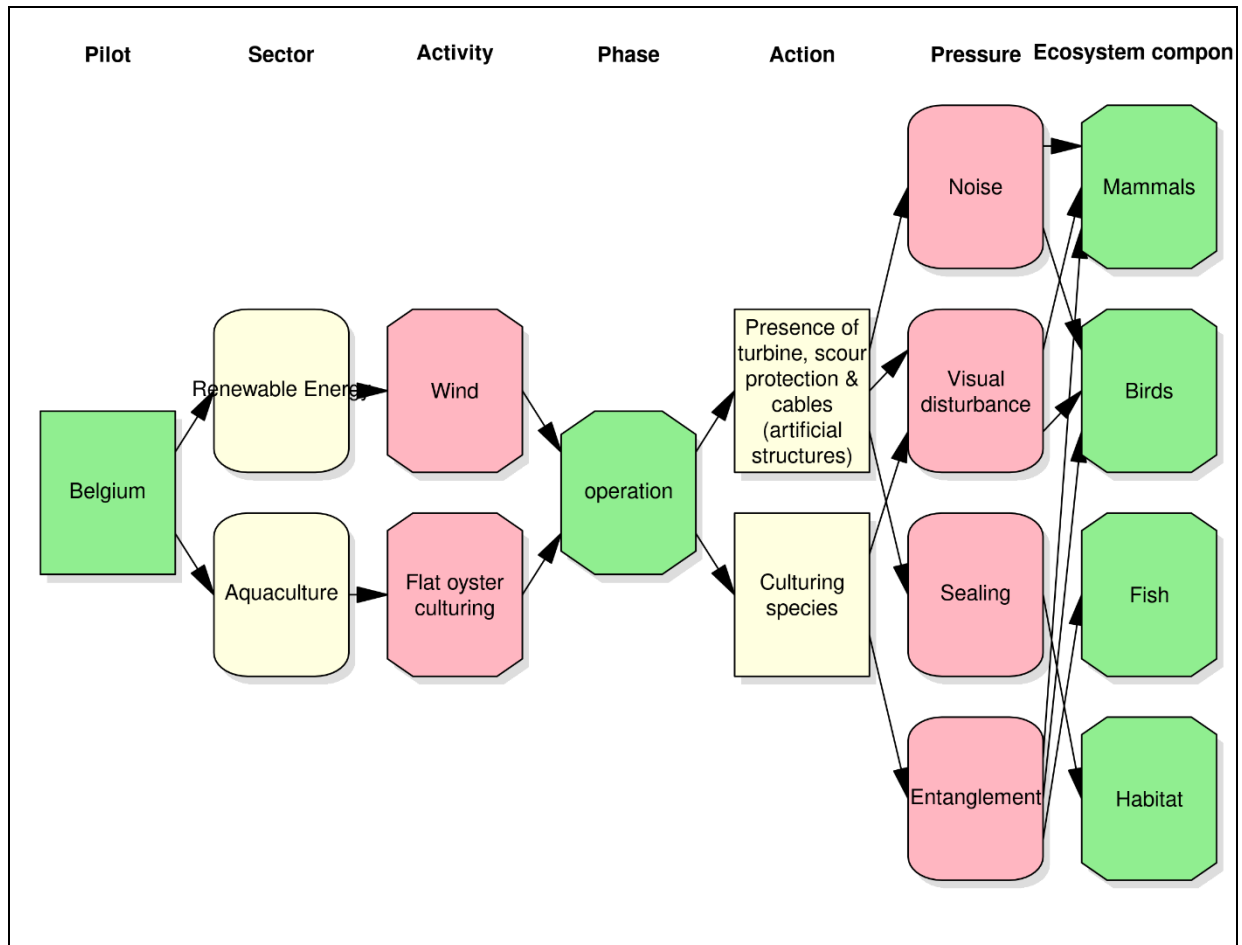 Pilot
Sector
Activity
Phase
Action
Pressure
Ecosystem compon
Noise
Mammals
Renewable Energy
Wind
Presence of
turbine, scour
protection &
cables
(artificial
structures)
Visual
disturbance
Birds
Belgium
operation
Aquaculture
Flat oyster
culturing
Culturing
species
Sealing
Fish
Entanglement
Habitat